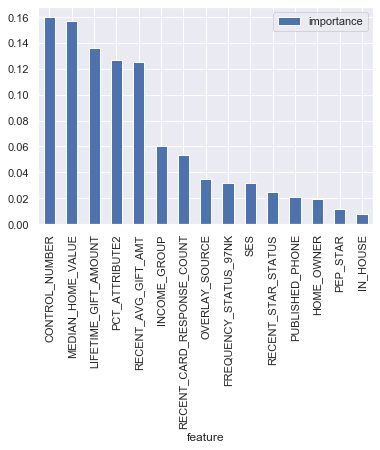 importance
0.16
0.14
0.12
0.10
0.08
0.06
0.04
0.02
0.00
CONTROL_NUMBER
MEDIAN_HOME_VALUE
LIFETIME_GIFT_AMOUNT
PCT_ATTRIBUTE2
RECENT_AVG_GIFT_AMT
INCOME_GROUP
RECENT_CARD_RESPONSE_COUNT
OVERLAY_SOURCE
FREQUENCY_STATUS_97NK
SES
RECENT_STAR_STATUS
PUBLISHED_PHONE
HOME_OWNER
PEP_STAR
IN_HOUSE
feature